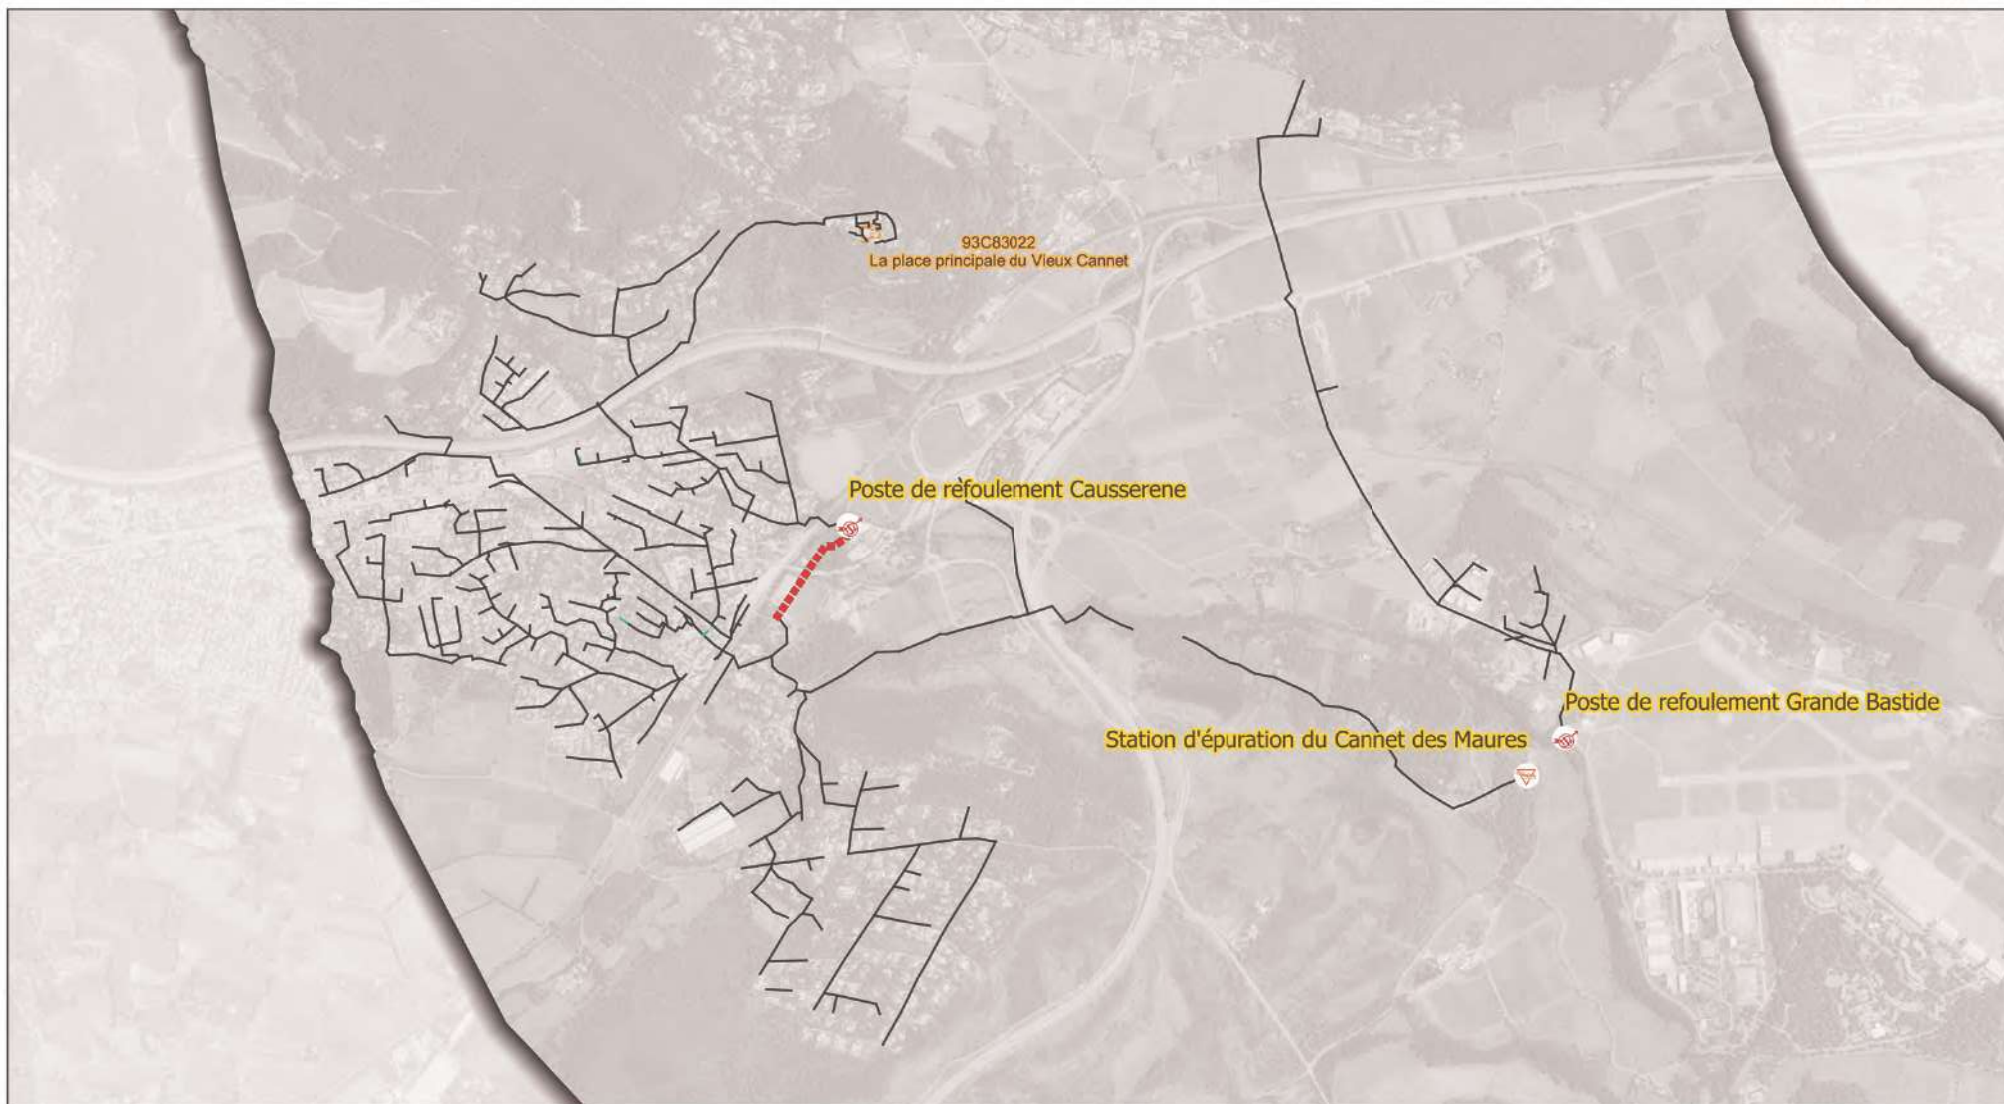 93C83022
La place principale du Vieux Cannet
Poste de refoulement Causserene
Poste de refoulement Grande Bastide
Station d'épuration du Cannet des Maures